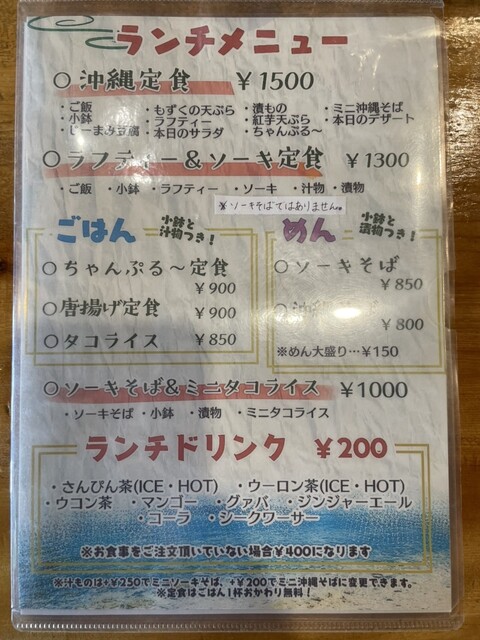 ランチメニュー
○沖縄定食 ¥1500
・ご飯 ・もずくの天ぷら ・漬もの ・ミニ沖縄そば
・小鉢 ・ラフティー ・紅芋天ぷら ・本日のデザート
・じーまみ豆腐 ・本日のサラダ ・ちゃんぷる～
○ラフティー＆ソーキ定食 ¥1300
・ご飯 ・小鉢 ・ラフティー ・ソーキ ・汁物 ・漬物
※ソーキそばではありません。
ごはん 小鉢と汁物つき！
○ちゃんぷる～定食
¥900
○唐揚げ定食 ¥900
○タコライス ¥850
めん 小鉢と漬物つき！
○ソーキそば
¥850
○沖縄
¥800
※めん大盛り…¥150
○ソーキそば＆ミニタコライス ¥1000
・ソーキそば ・小鉢 ・漬物 ・ミニタコライス
ランチドリンク ¥200
・さんぴん茶(ICE・HOT) ・ウーロン茶(ICE・HOT)
・ウコン茶 ・マンゴー ・グァバ ・ジンジャーエール
・コーラ ・シークワーサー
※お食事をご注文頂いていない場合¥400になります
※汁ものは+¥250でミニソーキそば、+¥200でミニ沖縄そばに変更できます。
※定食はごはん1杯おかわり無料！